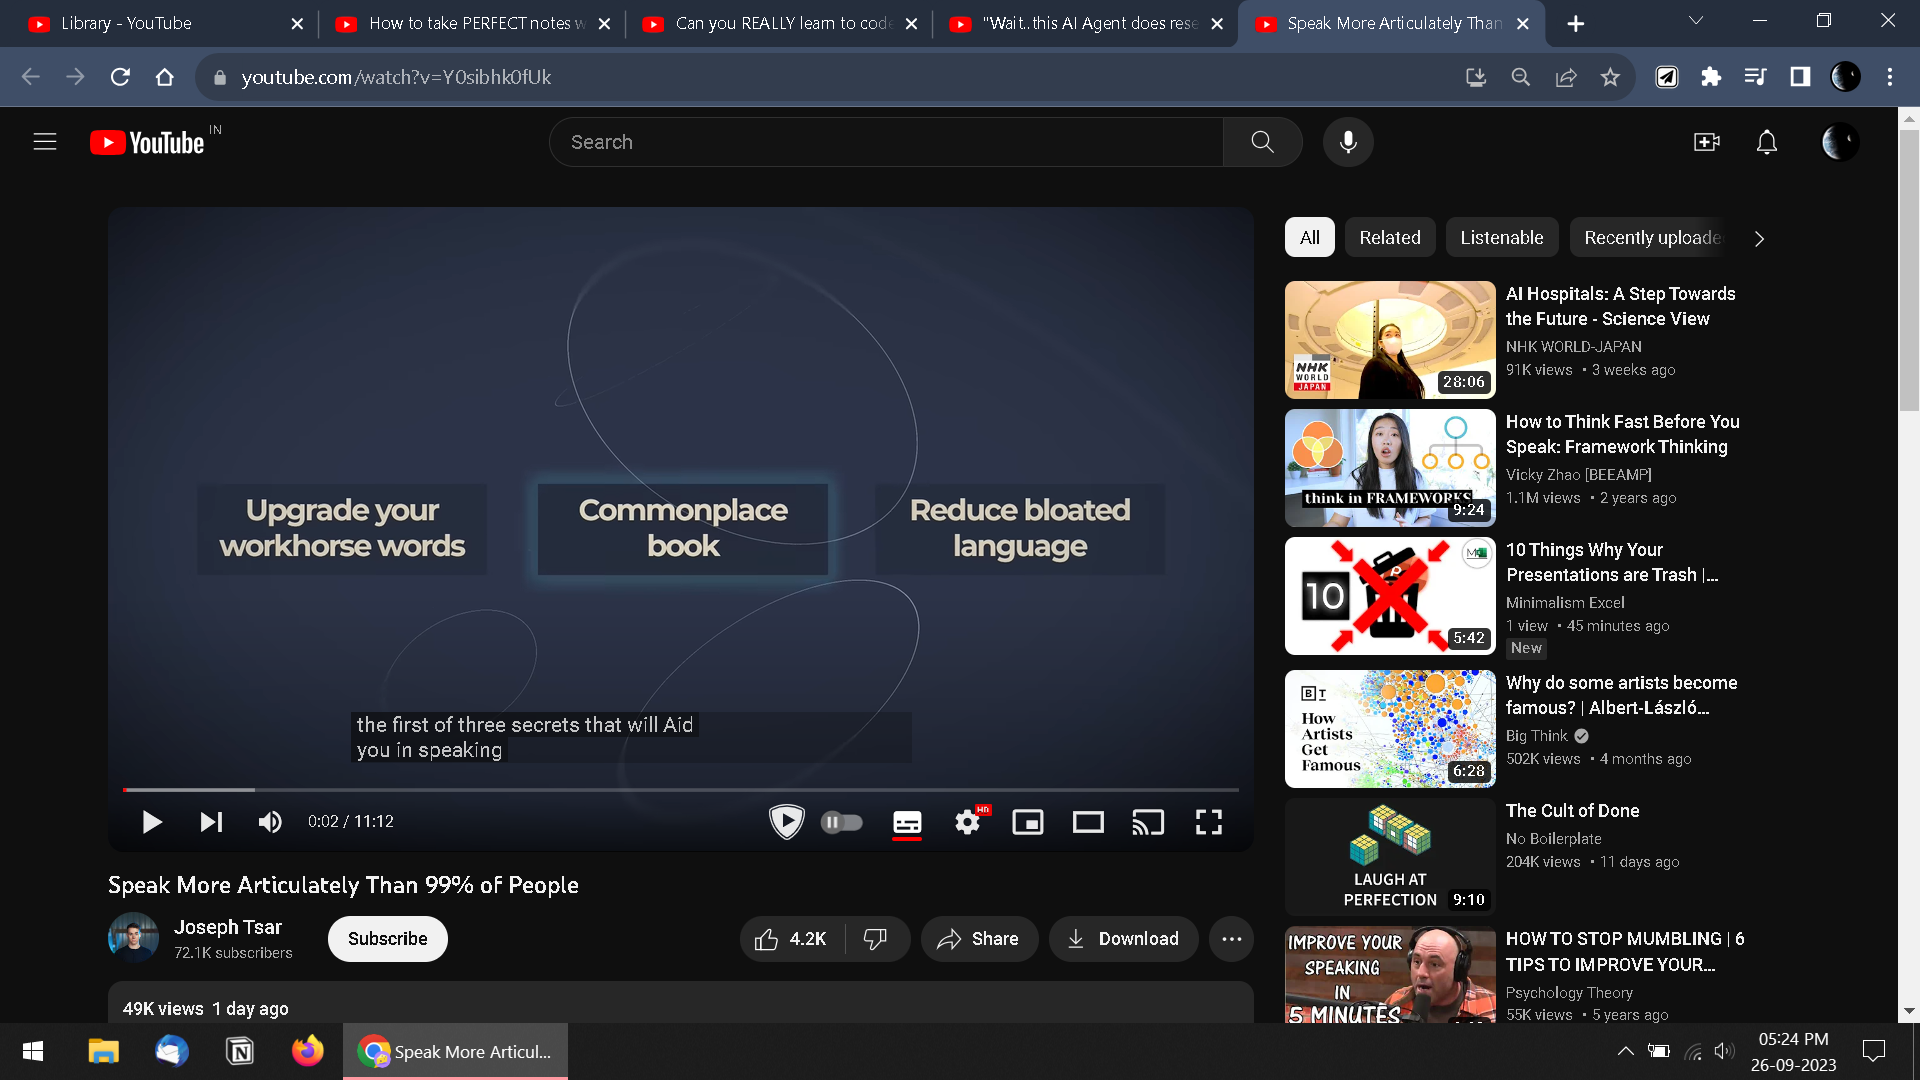 Library - YouTube
How to take PERFECT notes w
Can you REALLY learn to code
"Wait..this AI Agent does rese
Speak More Articulately Than
youtube.com/watch?v=Y0sibhk0fUk
YouTube IN
Search
All
Related
Listenable
Recently uploade
Upgrade your
workhorse words
Commonplace
book
Reduce bloated
language
the first of three secrets that will Aid
you in speaking
0:02 / 11:12
HD
Speak More Articulately Than 99% of People
Joseph Tsar
72.1K subscribers
Subscribe
4.2K
Share
Download
49K views 1 day ago
NHK
WORLD
JAPAN
28:06
AI Hospitals: A Step Towards
the Future - Science View
NHK WORLD-JAPAN
91K views • 3 weeks ago
think in FRAMEWORKS
9:24
How to Think Fast Before You
Speak: Framework Thinking
Vicky Zhao [BEEAMP]
1.1M views • 2 years ago
10
5:42
10 Things Why Your
Presentations are Trash |...
Minimalism Excel
1 view • 45 minutes ago
New
B T
How
Artists
Get
Famous
6:28
Why do some artists become
famous? | Albert-László...
Big Think
502K views • 4 months ago
LAUGH AT
PERFECTION
9:10
The Cult of Done
No Boilerplate
204K views • 11 days ago
IMPROVE YOUR
SPEAKING
IN
5 MINUTES
HOW TO STOP MUMBLING | 6
TIPS TO IMPROVE YOUR...
Psychology Theory
55K views • 5 years ago
Speak More Articul...
05:24 PM
26-09-2023